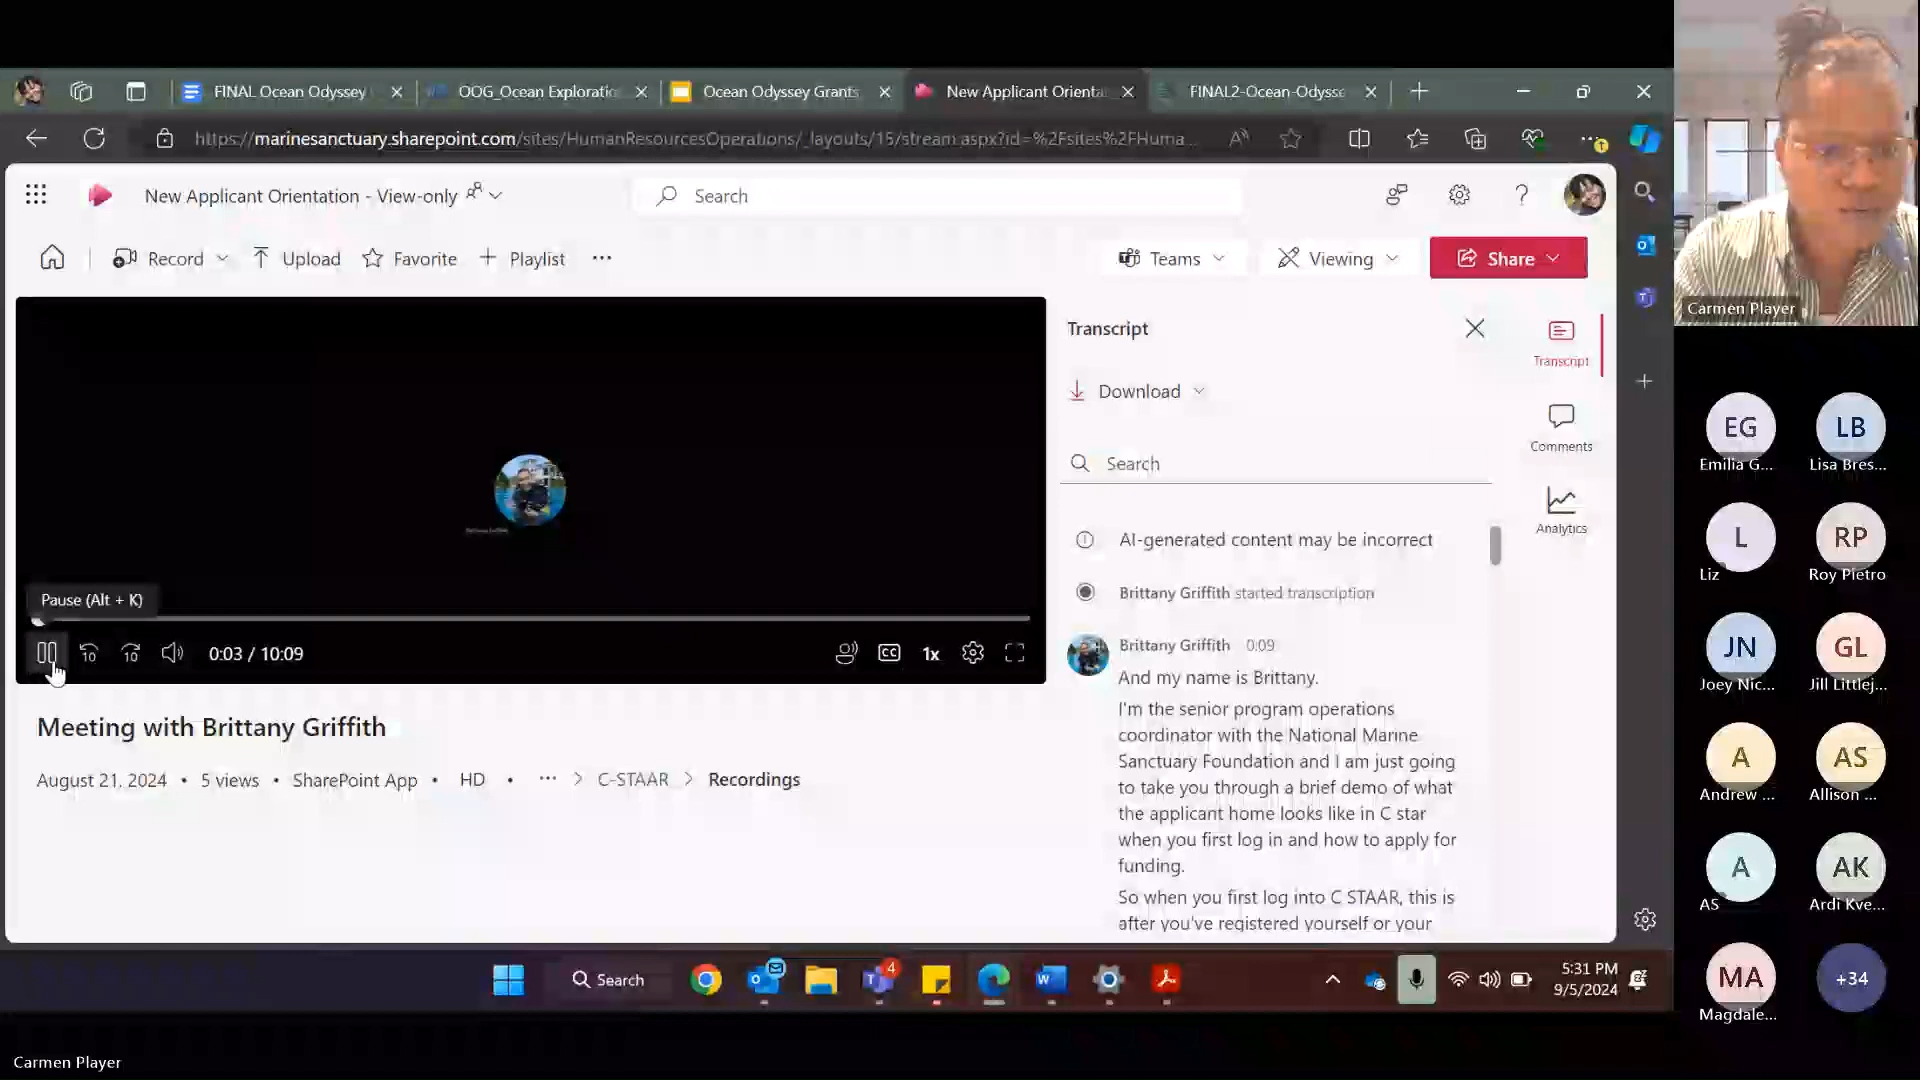 FINAL Ocean Odyssey
OOG_Ocean Exploratio
Ocean Odyssey Grants
New Applicant Orienta
FINAL2-Ocean-Odysse
https://marinesanctuary.sharepoint.com/sites/HumanResourcesOperations/_layouts/15/stream.aspx?id=%2Fsites%2FHuma...
New Applicant Orientation - View-only
Search
Record
Upload
Favorite
Playlist
Teams
Viewing
Share
Pause (Alt + K)
10
10
0:03 / 10:09
CC
1x
Meeting with Brittany Griffith
August 21, 2024 • 5 views • SharePoint App • HD • ... > C-STAAR > Recordings
Transcript
Download
Search
AI-generated content may be incorrect
Brittany Griffith started transcription
Brittany Griffith 0:09
And my name is Brittany.
I'm the senior program operations
coordinator with the National Marine
Sanctuary Foundation and I am just going
to take you through a brief demo of what
the applicant home looks like in C star
when you first log in and how to apply for
funding.
So when you first log into C STAAR, this is
after you've registered yourself or your
Transcript
Comments
Analytics
Search
4
5:31 PM
9/5/2024
Carmen Player
EG
Emilia G...
LB
Lisa Bres...
L
Liz
RP
Roy Pietro
JN
Joey Nic...
GL
Jill Littlej...
A
Andrew ...
AS
Allison ...
A
AS
AK
Ardi Kve...
MA
Magdale...
+34
Carmen Player